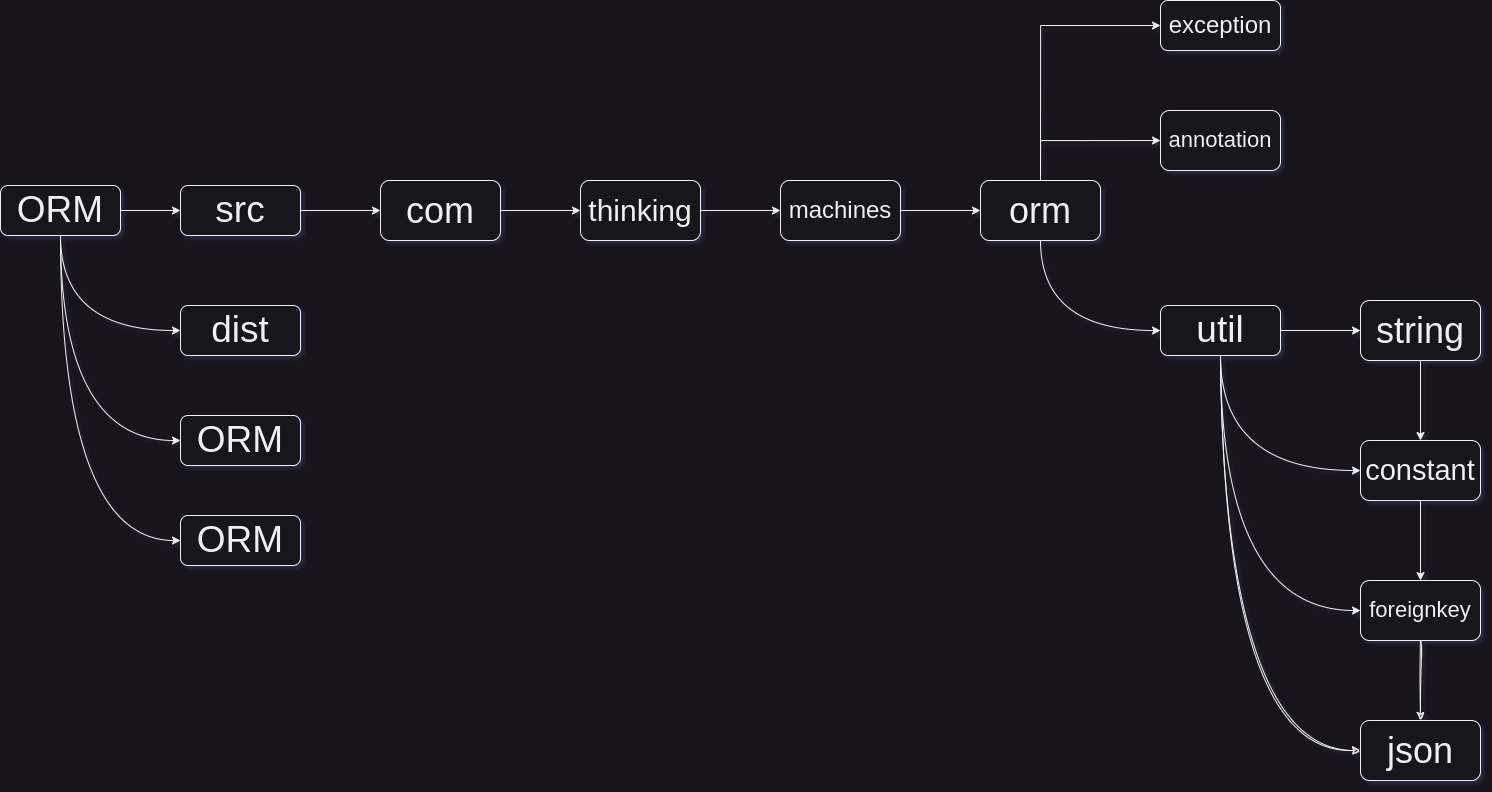 exception
annotation
ORM
src
com
thinking
machines
orm
dist
util
string
ORM
constant
ORM
foreignkey
json